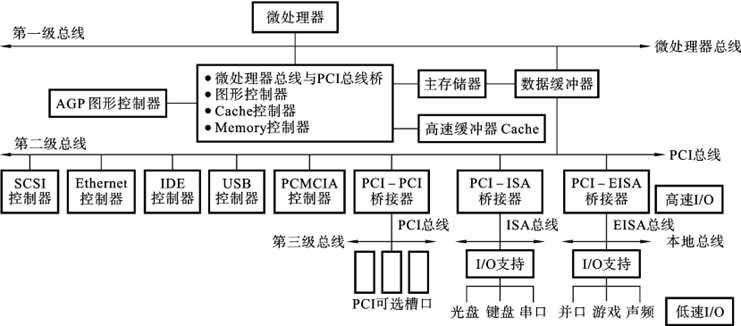 微处理器
第一级总线
微处理器总线
● 微处理器总线与PCI总线桥
● 图形控制器
● Cache控制器
● Memory控制器
AGP 图形控制器
主存储器
数据缓冲器
高速缓冲器 Cache
第二级总线
PCI总线
SCSI
控制器
Ethernet
控制器
IDE
控制器
USB
控制器
PCMCIA
控制器
PCI－PCI
桥接器
PCI－ISA
桥接器
PCI－EISA
桥接器
高速I/O
第三级总线
PCI总线
ISA总线
EISA总线
本地总线
PCI可选槽口
I/O支持
I/O支持
光盘 键盘 串口
并口 游戏 声频
低速I/O